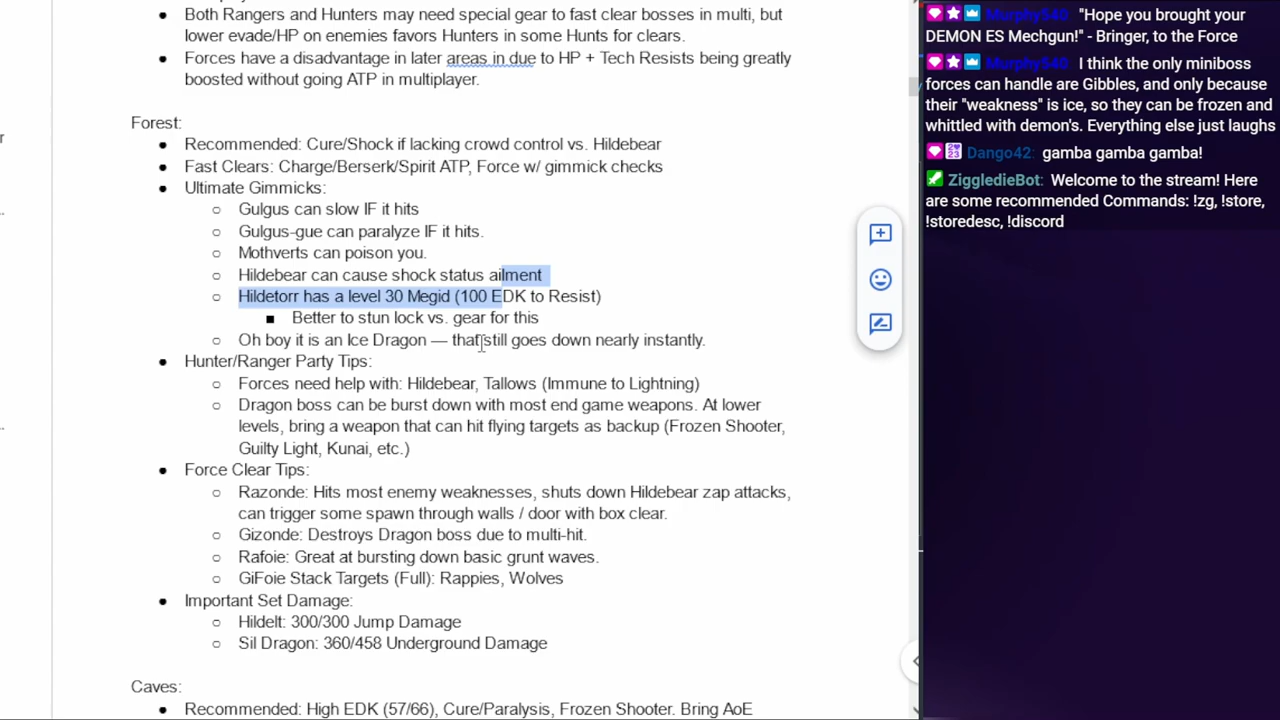 Both Rangers and Hunters may need special gear to fast clear bosses in multi, but
lower evade/HP on enemies favors Hunters in some Hunts for clears.
Forces have a disadvantage in later areas in due to HP + Tech Resists being greatly
boosted without going ATP in multiplayer.
Forest:
Recommended: Cure/Shock if lacking crowd control vs. Hildebear
Fast Clears: Charge/Berserk/Spirit ATP, Force w/ gimmick checks
Ultimate Gimmicks:
Gulgus can slow IF it hits
Gulgus-gue can paralyze IF it hits.
Mothverts can poison you.
Hildebear can cause shock status ailment
Hildetorr has a level 30 Megid (100 EDK to Resist)
Better to stun lock vs. gear for this
Oh boy it is an Ice Dragon — that still goes down nearly instantly.
Hunter/Ranger Party Tips:
Forces need help with: Hildebear, Tallows (Immune to Lightning)
Dragon boss can be burst down with most end game weapons. At lower
levels, bring a weapon that can hit flying targets as backup (Frozen Shooter,
Guilty Light, Kunai, etc.)
Force Clear Tips:
Razonde: Hits most enemy weaknesses, shuts down Hildebear zap attacks,
can trigger some spawn through walls / door with box clear.
Gizonde: Destroys Dragon boss due to multi-hit.
Rafoie: Great at bursting down basic grunt waves.
GiFoie Stack Targets (Full): Rappies, Wolves
Important Set Damage:
Hildelt: 300/300 Jump Damage
Sil Dragon: 360/458 Underground Damage
Caves:
Recommended: High EDK (57/66), Cure/Paralysis, Frozen Shooter. Bring AoE
Murphy540 "Hope you brought your
DEMON ES Mechgun!" - Bringer, to the Force
Murphy540 I think the only miniboss
forces can handle are Gibbles, and only because
their "weakness" is ice, so they can be frozen and
whittled with demon's. Everything else just laughs
Dango42: gamba gamba gamba!
ZiggledieBot: Welcome to the stream! Here
are some recommended Commands: !zg, !store,
!storedesc, !discord